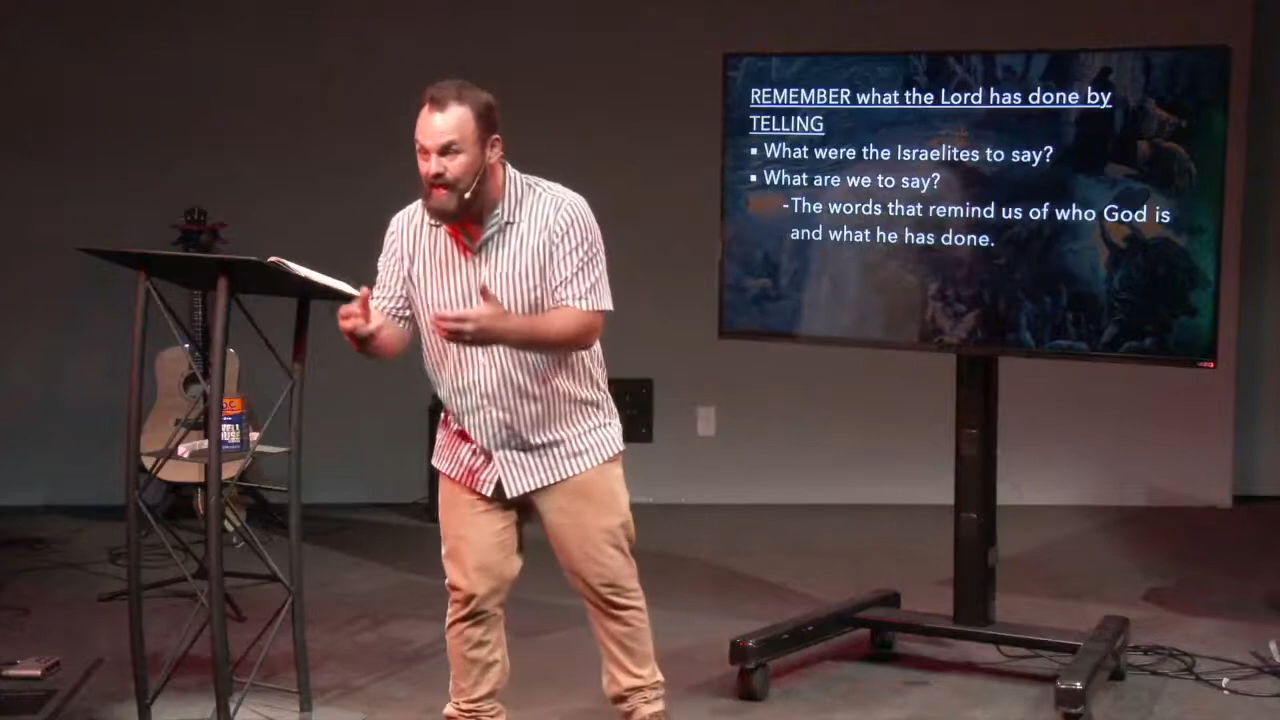 REMEMBER what the Lord has done by
TELLING
▪ What were the Israelites to say?
▪ What are we to say?
-The words that remind us of who God is
and what he has done.